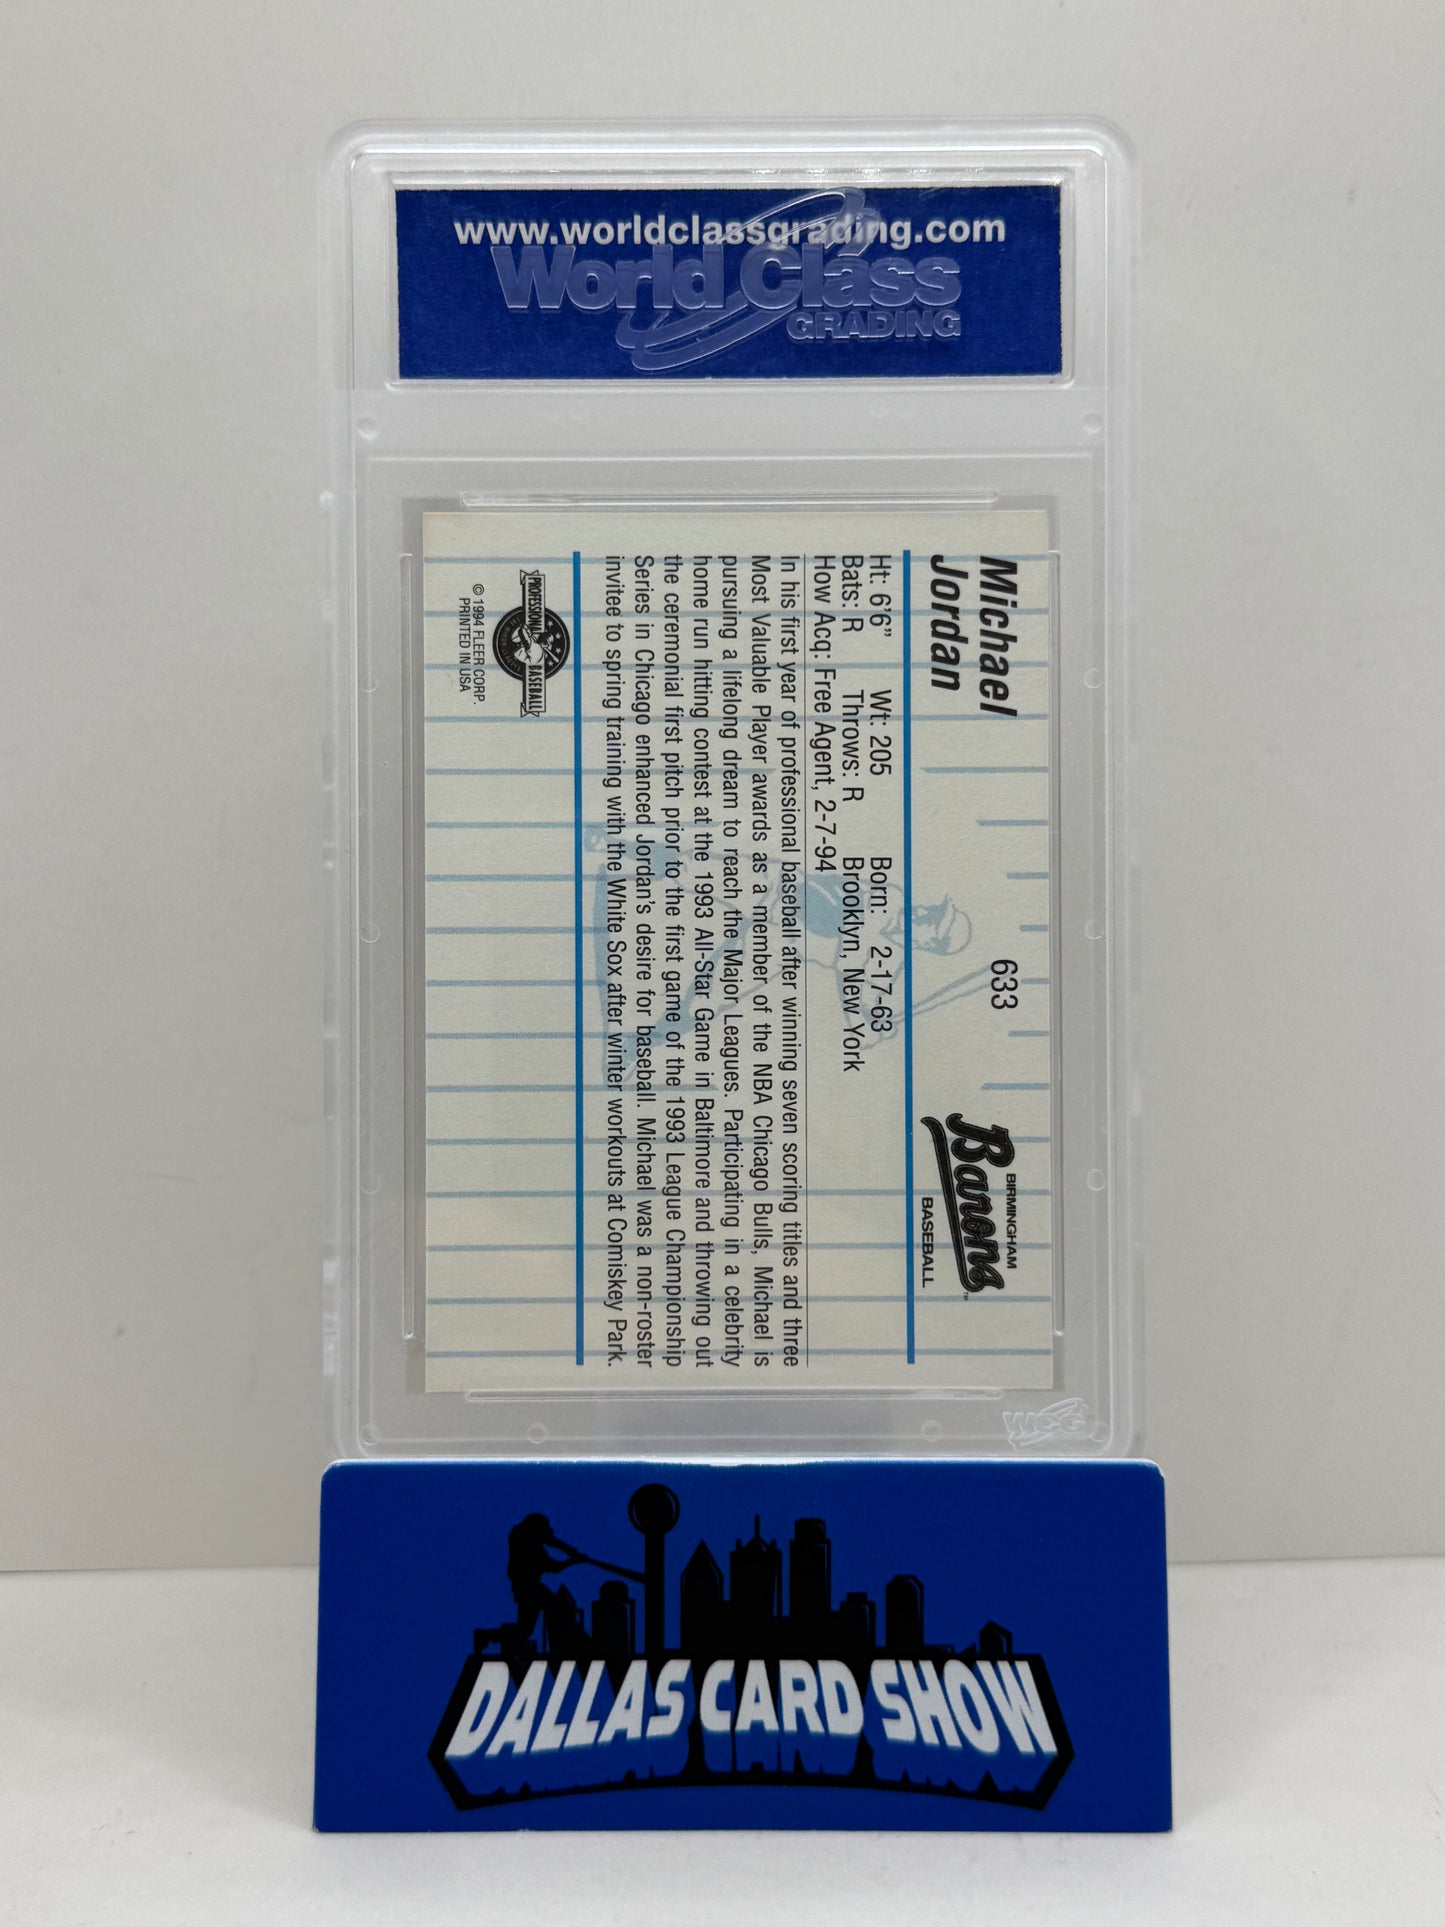 www.worldclassgrading.com
World Class
GRADING
Michael
Jordan
633
BIRMINGHAM
Barons
TM
BASEBALL
Ht: 6'6" Wt: 205 Born: 2-17-63
Bats: R Throws: R Brooklyn, New York
How Acq: Free Agent, 2-7-94
In his first year of professional baseball after winning seven scoring titles and three
Most Valuable Player awards as a member of the NBA Chicago Bulls, Michael is
pursuing a lifelong dream to reach the Major Leagues. Participating in a celebrity
home run hitting contest at the 1993 All-Star Game in Baltimore and throwing out
the ceremonial first pitch prior to the first game of the 1993 League Championship
Series in Chicago enhanced Jordan's desire for baseball. Michael was a non-roster
invitee to spring training with the White Sox after winter workouts at Comiskey Park.
PROFESSIONAL BASEBALL
© 1994 FLEER CORP.
PRINTED IN USA
WCG
DALLAS CARD SHOW